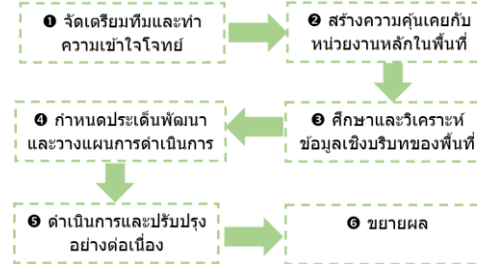 ❶ จัดเตรียมทีมและทำ
ความเข้าใจโจทย์
❷ สร้างความคุ้นเคยกับ
หน่วยงานหลักในพื้นที่
❸ ศึกษาและวิเคราะห์
ข้อมูลเชิงบริบทของพื้นที่
❹ กำหนดประเด็นพัฒนา
และวางแผนการดำเนินการ
❺ ดำเนินการและปรับปรุง
อย่างต่อเนื่อง
❻ ขยายผล